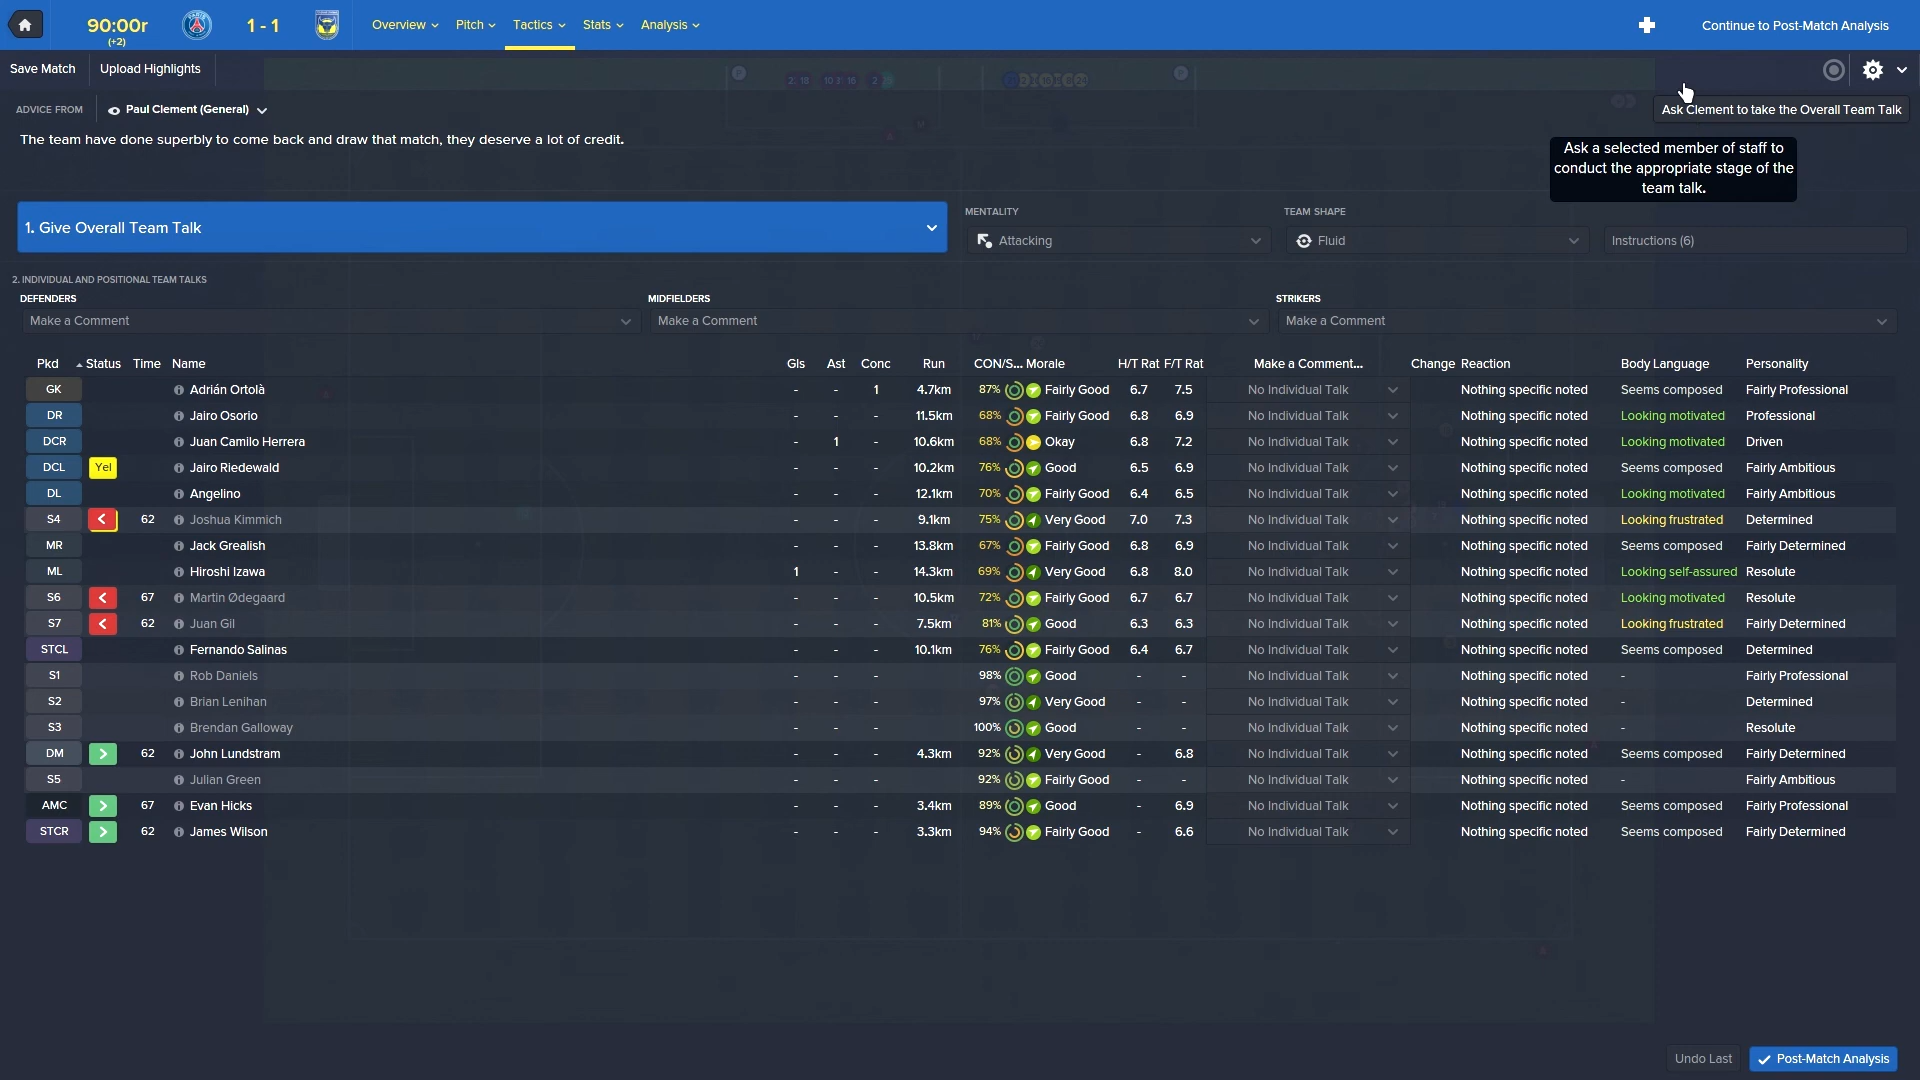 90:00r
(+2)
1 - 1
Overview
Pitch
Tactics
Stats
Analysis
Continue to Post-Match Analysis
Save Match
Upload Highlights
ADVICE FROM
Paul Clement (General)
Ask Clement to take the Overall Team Talk
The team have done superbly to come back and draw that match, they deserve a lot of credit.
Ask a selected member of staff to
conduct the appropriate stage of the
team talk.
1. Give Overall Team Talk
MENTALITY
Attacking
TEAM SHAPE
Fluid
Instructions (6)
2. INDIVIDUAL AND POSITIONAL TEAM TALKS
DEFENDERS MIDFIELDERS STRIKERS
Make a Comment Make a Comment Make a Comment
Pkd Status Time Name Gls Ast Conc Run CON/S... Morale H/T Rat F/T Rat Make a Comment... Change Reaction Body Language Personality
GK Adrián Ortolà - - 1 4.7km 87% Fairly Good 6.7 7.5 No Individual Talk Nothing specific noted Seems composed Fairly Professional
DR Jairo Osorio - - - 11.5km 68% Fairly Good 6.8 6.9 No Individual Talk Nothing specific noted Looking motivated Professional
DCR Juan Camilo Herrera - 1 - 10.6km 68% Okay 6.8 7.2 No Individual Talk Nothing specific noted Looking motivated Driven
DCL Yel Jairo Riedewald - - - 10.2km 76% Good 6.5 6.9 No Individual Talk Nothing specific noted Seems composed Fairly Ambitious
DL Angelino - - - 12.1km 70% Fairly Good 6.4 6.5 No Individual Talk Nothing specific noted Looking motivated Fairly Ambitious
S4 62 Joshua Kimmich - - - 9.1km 75% Very Good 7.0 7.3 No Individual Talk Nothing specific noted Looking frustrated Determined
MR Jack Grealish - - - 13.8km 67% Fairly Good 6.8 6.9 No Individual Talk Nothing specific noted Seems composed Fairly Determined
ML Hiroshi Izawa 1 - - 14.3km 69% Very Good 6.8 8.0 No Individual Talk Nothing specific noted Looking self-assured Resolute
S6 67 Martin Ødegaard - - - 10.5km 72% Fairly Good 6.7 6.7 No Individual Talk Nothing specific noted Looking motivated Resolute
S7 62 Juan Gil - - - 7.5km 81% Good 6.3 6.3 No Individual Talk Nothing specific noted Looking frustrated Fairly Determined
STCL Fernando Salinas - - - 10.1km 76% Fairly Good 6.4 6.7 No Individual Talk Nothing specific noted Seems composed Determined
S1 Rob Daniels - - - 98% Good - - No Individual Talk Nothing specific noted - Fairly Professional
S2 Brian Lenihan - - - 97% Very Good - - No Individual Talk Nothing specific noted - Determined
S3 Brendan Galloway - - - 100% Good - - No Individual Talk Nothing specific noted - Resolute
DM 62 John Lundstram - - - 4.3km 92% Very Good - 6.8 No Individual Talk Nothing specific noted Seems composed Fairly Determined
S5 Julian Green - - - 92% Fairly Good - - No Individual Talk Nothing specific noted - Fairly Ambitious
AMC 67 Evan Hicks - - - 3.4km 89% Good - 6.9 No Individual Talk Nothing specific noted Seems composed Fairly Professional
STCR 62 James Wilson - - - 3.3km 94% Fairly Good - 6.6 No Individual Talk Nothing specific noted Seems composed Fairly Determined
Undo Last
Post-Match Analysis